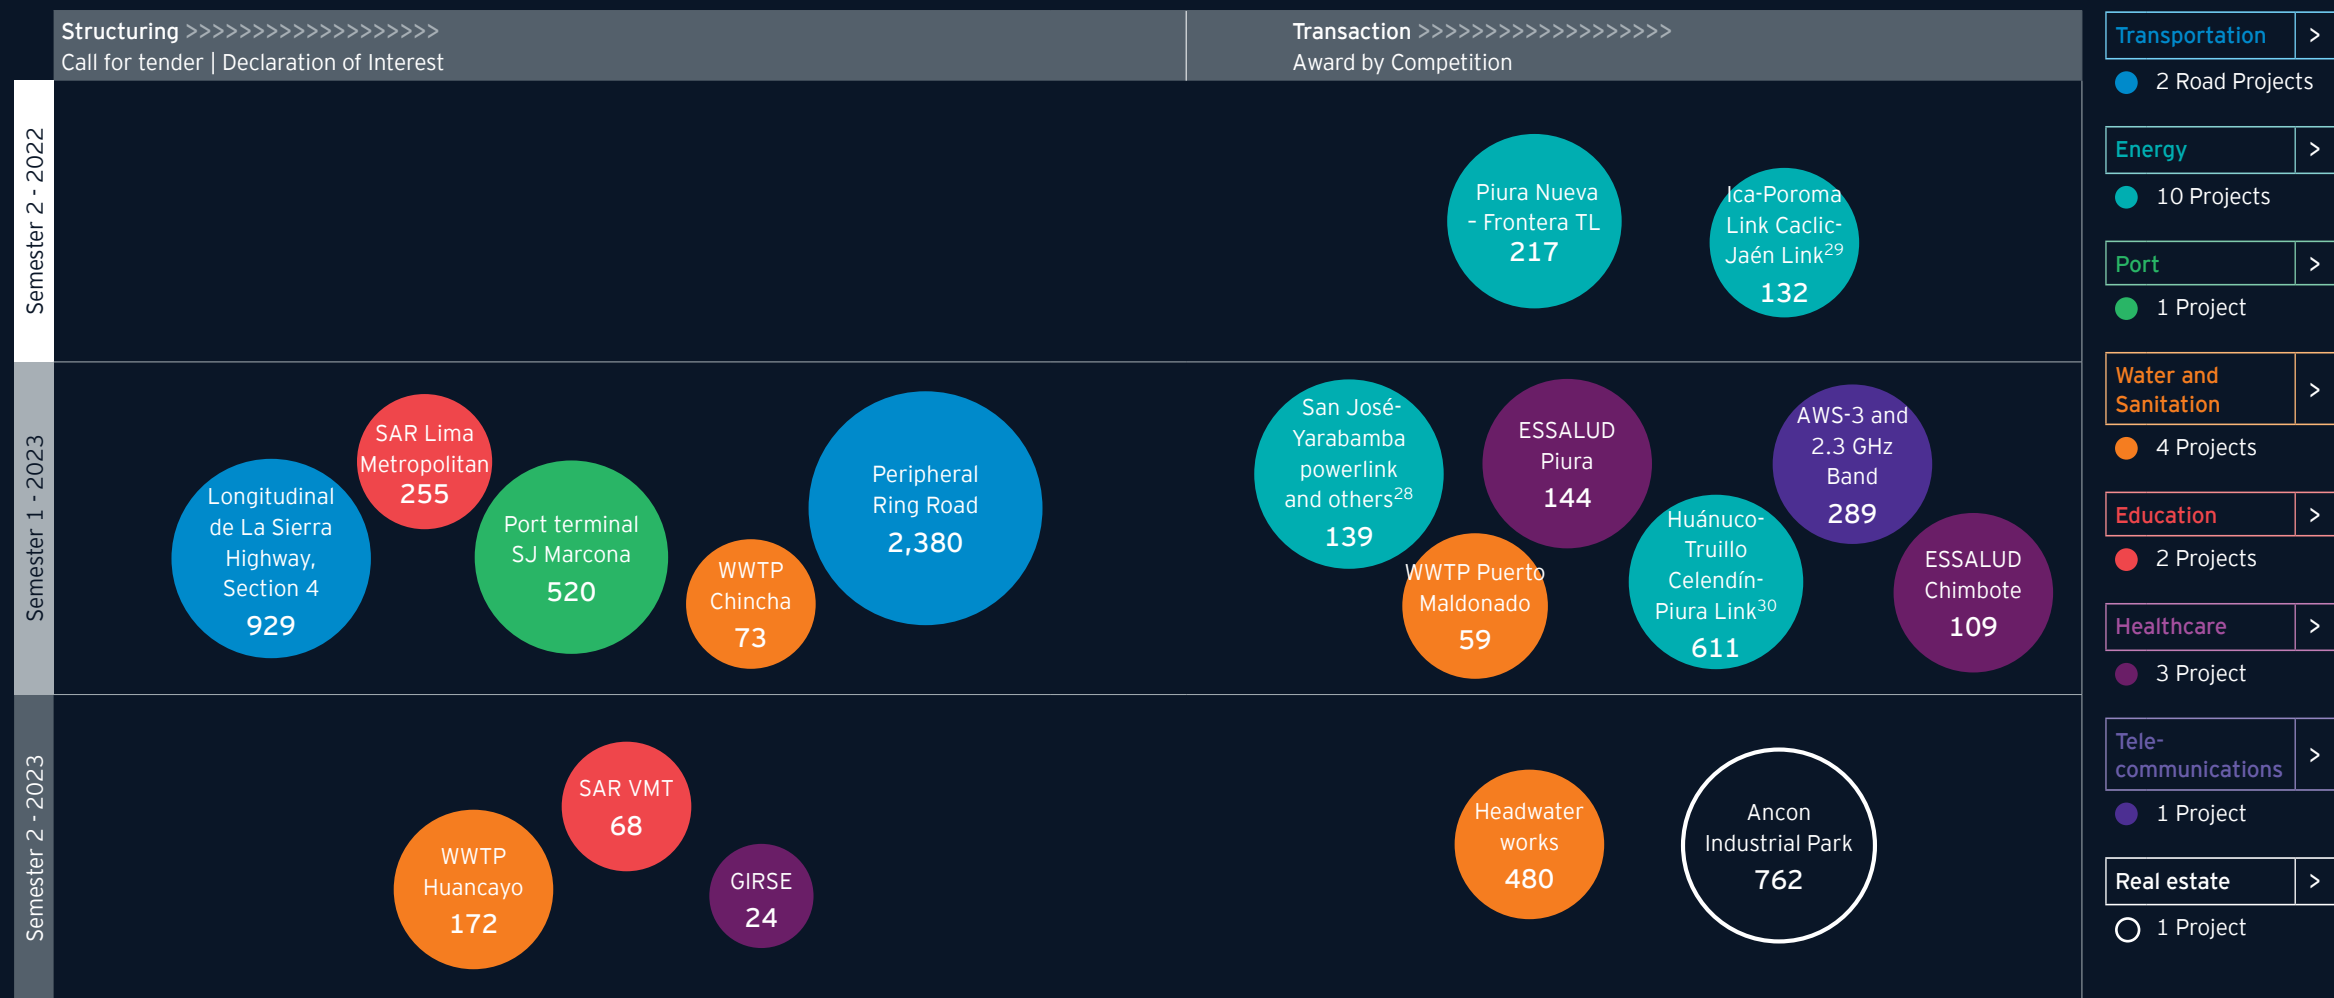 Structuring >>>>>>>>>>>>>>>>>>>
Call for tender | Declaration of Interest
Transaction >>>>>>>>>>>>>>>>>>>
Award by Competition
Semester 2 - 2022
Piura Nueva
– Frontera TL
217
Ica-Poroma
Link Caclic-
Jaén Link29
132
Semester 1 - 2023
Longitudinal
de La Sierra
Highway,
Section 4
929
SAR Lima
Metropolitan
255
Port terminal
SJ Marcona
520
WWTP
Chincha
73
Peripheral
Ring Road
2,380
San José-
Yarabamba
powerlink
and others28
139
WWTP Puerto
Maldonado
59
ESSALUD
Piura
144
Huánuco-
Truillo
Celendín-
Piura Link30
611
AWS-3 and
2.3 GHz
Band
289
ESSALUD
Chimbote
109
Semester 2 - 2023
WWTP
Huancayo
172
SAR VMT
68
GIRSE
24
Headwater
works
480
Ancon
Industrial Park
762
Transportation >
2 Road Projects
Energy >
10 Projects
Port >
1 Project
Water and
Sanitation >
4 Projects
Education >
2 Projects
Healthcare >
3 Project
Tele-
communications >
1 Project
Real estate >
1 Project